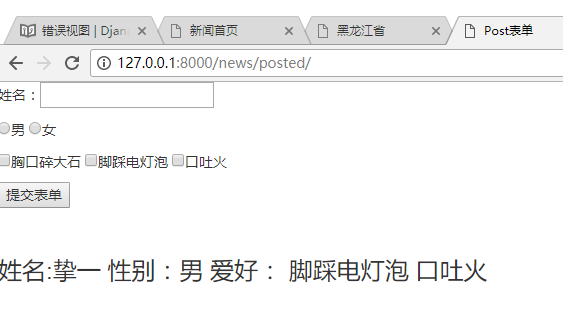 错误视图 | Djan
新闻首页
黑龙江省
Post表单
127.0.0.1:8000/news/posted/
姓名：
男 女
胸口碎大石 脚踩电灯泡 口吐火
提交表单
姓名:挚一 性别：男 爱好： 脚踩电灯泡 口吐火